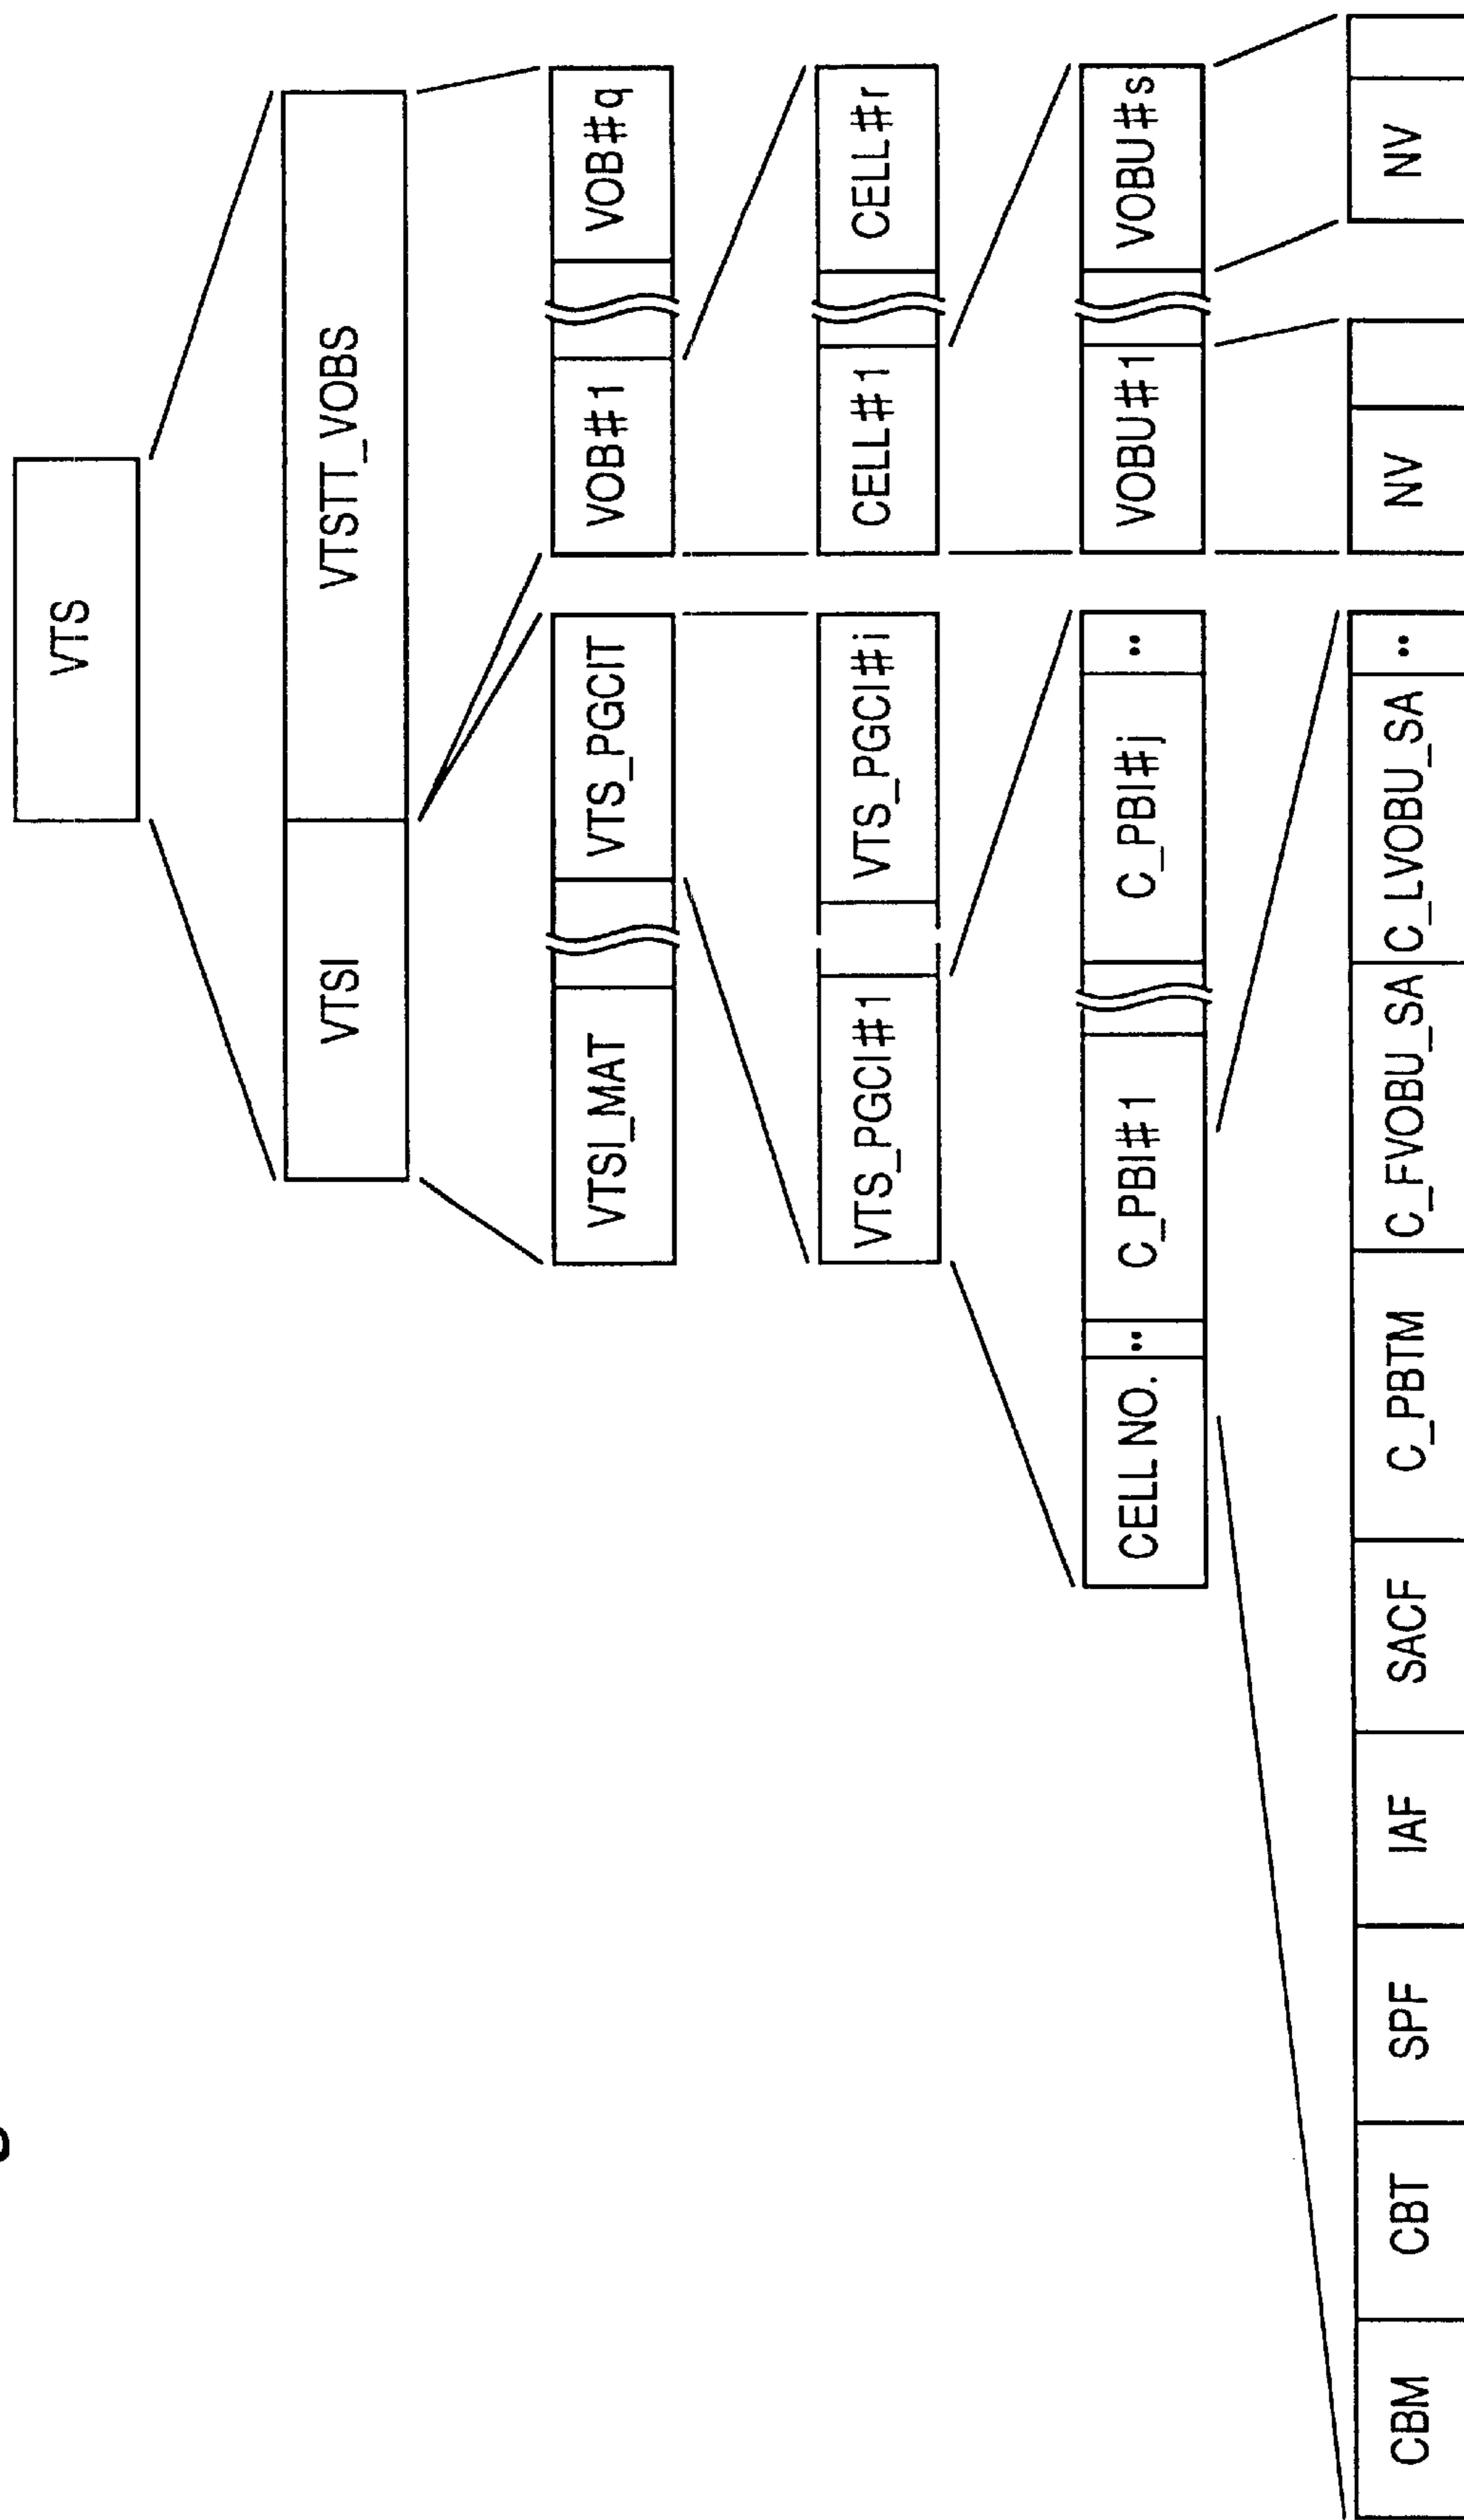 VTS
VTSI VTSTT_VOBS
VTSI_MAT VTS_PGCIT VOB#1 VOB#q
VTS_PGCI#1 VTS_PGCI#i CELL#1 CELL#r
CELL NO. : C_PBI#1 C_PBI#j : VOBU#1 VOBU#s
CBM CBT SPF IAF SACF C_PBTM C_FVOBU_SA C_LVOBU_SA : NV NV